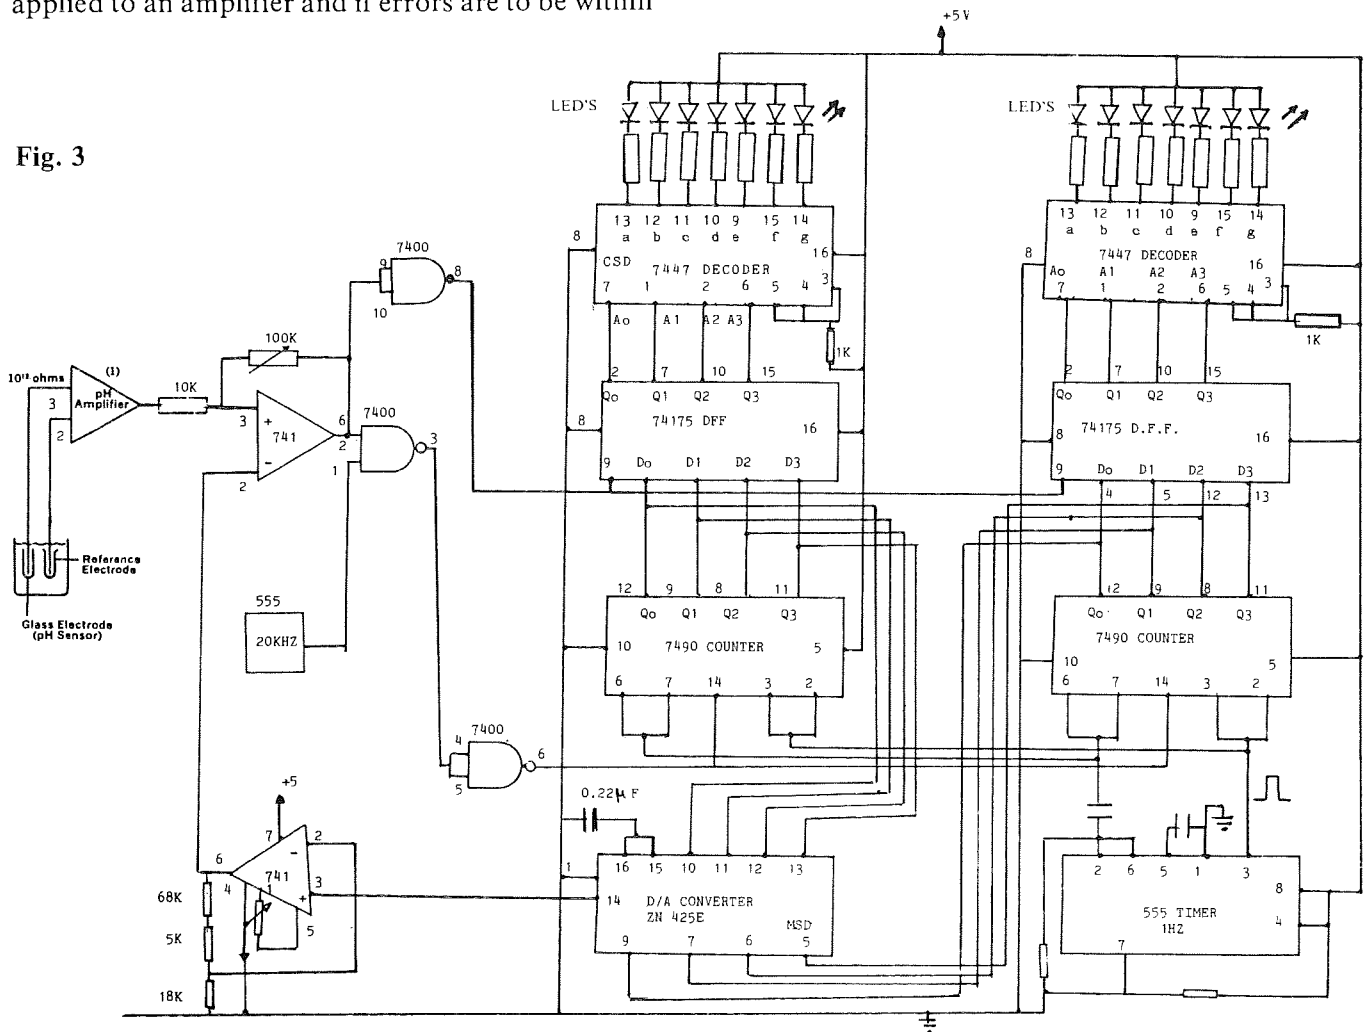 applied to an amplifier and if errors are to be within
+5V
LED'S
LED'S
Fig. 3
13 12 11 10 9 15 14
a b c d e f g
8
CSD
7447 DECODER
16
3
7 1 2 6 5 4
Ao A1 A2 A3
1K
13 12 11 10 9 15 14
a b c d e f g
8
7447 DECODER
Ao A1 A2 A3
16
3
7 1 2 6 5 4
1K
7400
9
10
8
100K
10¹² ohms
3
2
(1)
pH
Amplifier
10K
3
+
741
-
2
6
2
7400
1
3
2 7 10 15
Qo Q1 Q2 Q3
8
74175 DFF
16
9 Do D1 D2 D3
2 7 10 15
Qo Q1 Q2 Q3
8
74175 D.F.F.
16
9 Do D1 D2 D3
4 5 12 13
Reference
Electrode
Glass Electrode
(pH Sensor)
555
20KHZ
12 9 8 11
Qo Q1 Q2 Q3
10
7490 COUNTER
5
6 7 14 3 2
12 9 8 11
Qo Q1 Q2 Q3
7490 COUNTER
10
5
6 7 14 3 2
7400
4
5
6
0.22µF
+5
7
2
-
6
4
741
1
3
+
5
68K
5K
18K
16 15 10 11 12 13
1
14
D/A CONVERTER
ZN 425E
MSD
9 7 6 5
2 6 5 1 3
8
555 TIMER
1HZ
4
7